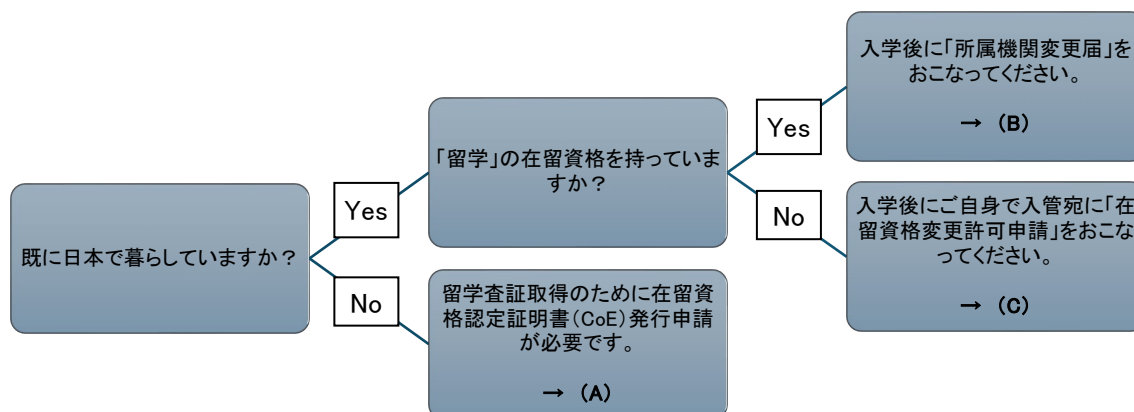 既に日本で暮らしていますか？
Yes
No
「留学」の在留資格を持っていま
すか？
留学査証取得のために在留資
格認定証明書（CoE）発行申請
が必要です。
→ （A）
Yes
No
入学後に「所属機関変更届」を
おこなってください。
→ （B）
入学後にご自身で入管宛に「在
留資格変更許可申請」をおこな
ってください。
→ （C）